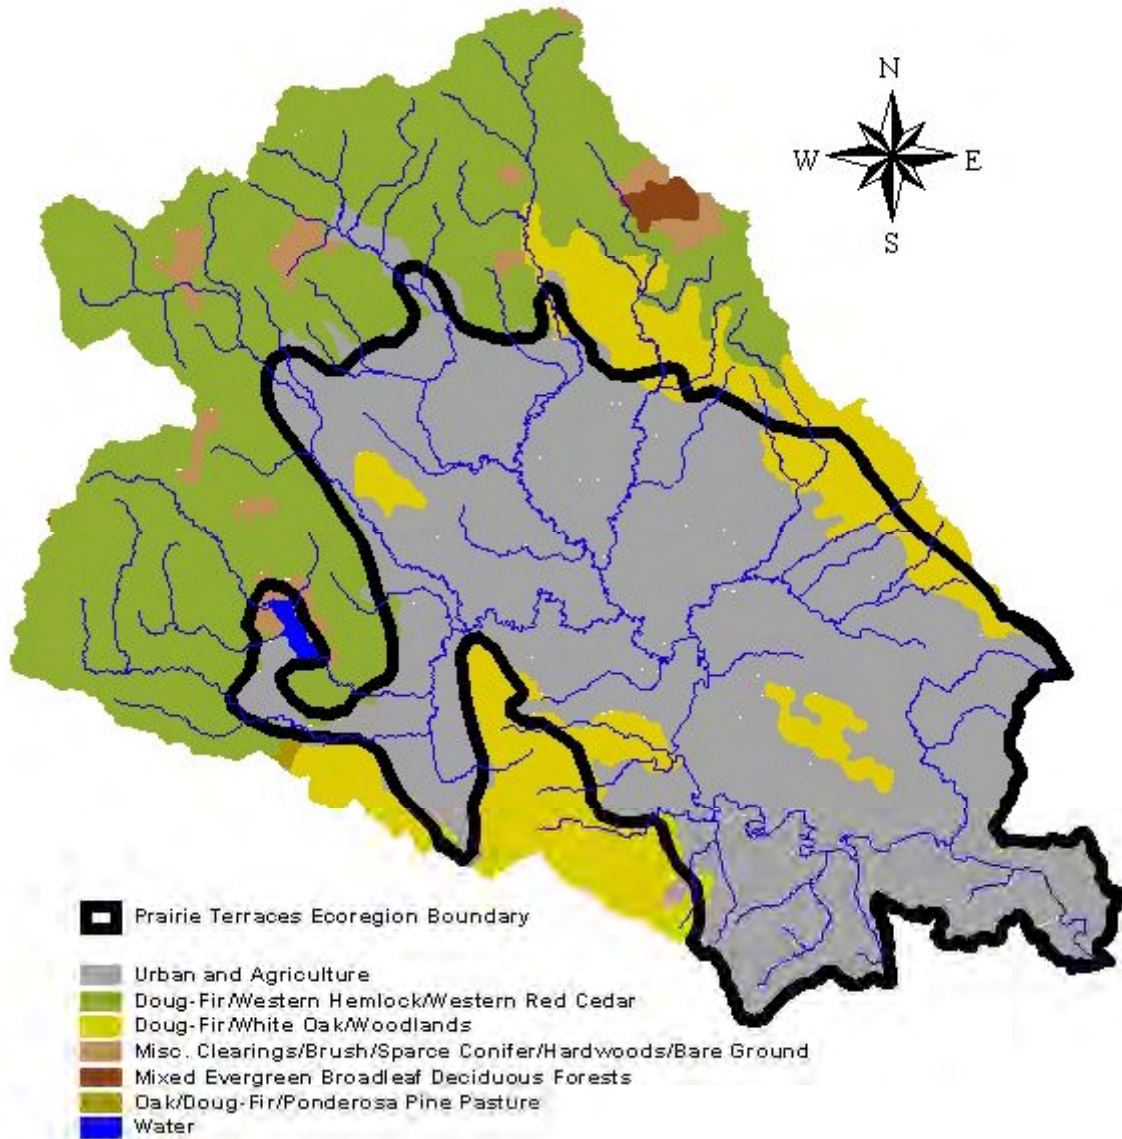 N
W E
S
Prairie Terraces Ecoregion Boundary
Urban and Agriculture
Doug-Fir/Western Hemlock/Western Red Cedar
Doug-Fir/White Oak/Woodlands
Misc. Clearings/Brush/Sparce Conifer/Hardwoods/Bare Ground
Mixed Evergreen Broadleaf Deciduous Forests
Oak/Doug-Fir/Ponderosa Pine Pasture
Water